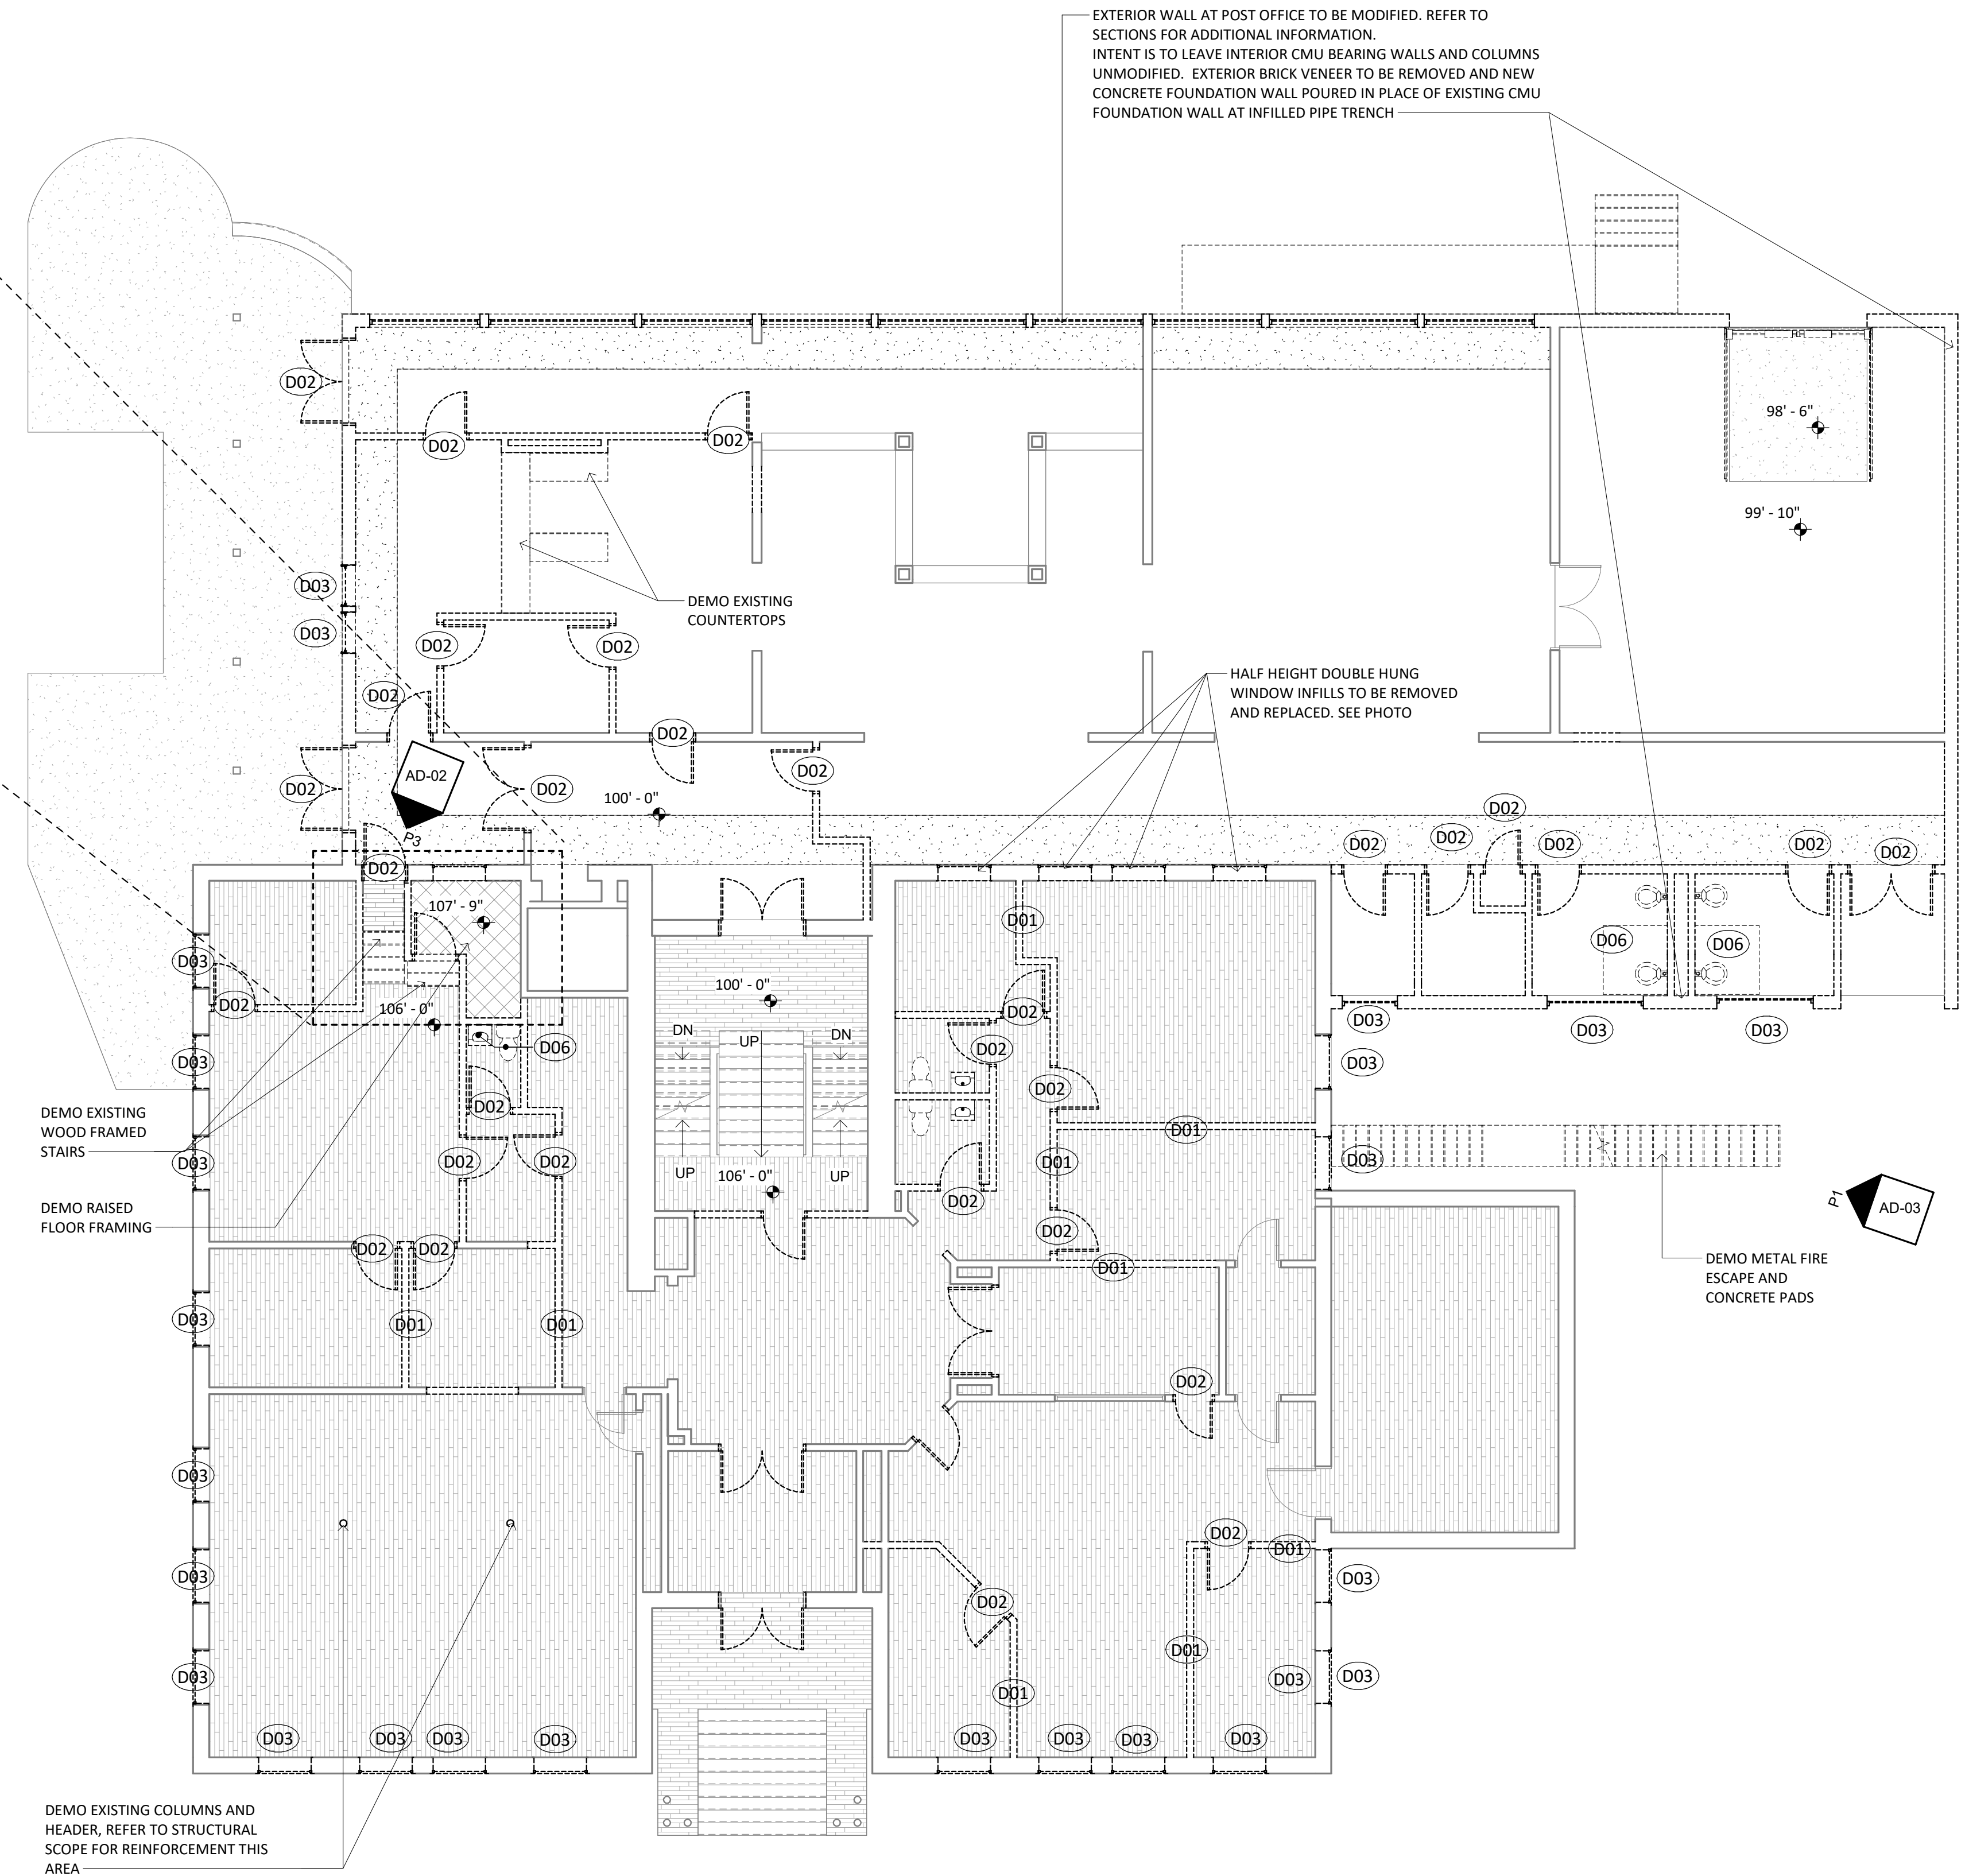 EXTERIOR WALL AT POST OFFICE TO BE MODIFIED. REFER TO
SECTIONS FOR ADDITIONAL INFORMATION.
INTENT IS TO LEAVE INTERIOR CMU BEARING WALLS AND COLUMNS
UNMODIFIED.  EXTERIOR BRICK VENEER TO BE REMOVED AND NEW
CONCRETE FOUNDATION WALL POURED IN PLACE OF EXISTING CMU
FOUNDATION WALL AT INFILLED PIPE TRENCH
D02
98' - 6"
D02
D02
99' - 10"
D03
DEMO EXISTING
COUNTERTOPS
D03
D02
D02
HALF HEIGHT DOUBLE HUNG
WINDOW INFILLS TO BE REMOVED
AND REPLACED. SEE PHOTO
D02
D02
AD-02
P3
D02
D02
D02
100' - 0"
D02
D02
D02
D02
D02
D02
D02
107' - 9"
D01
D06
D06
D03
D02
106' - 0"
100' - 0"
D02
D03
D03
D03
DN
UP
DN
D06
D02
D03
D03
D02
D02
DEMO EXISTING
WOOD FRAMED
STAIRS
D01
D03
D02
D02
UP
106' - 0"
UP
D01
D03
D02
P1
AD-03
DEMO RAISED
FLOOR FRAMING
D02
D02
D02
D01
DEMO METAL FIRE
ESCAPE AND
CONCRETE PADS
D03
D01
D01
D02
D03
D02
D01
D03
D03
D02
D01
D03
D03
D03
D01
D03
D03
D03
D03
D03
D03
D03
D03
DEMO EXISTING COLUMNS AND
HEADER, REFER TO STRUCTURAL
SCOPE FOR REINFORCEMENT THIS
AREA